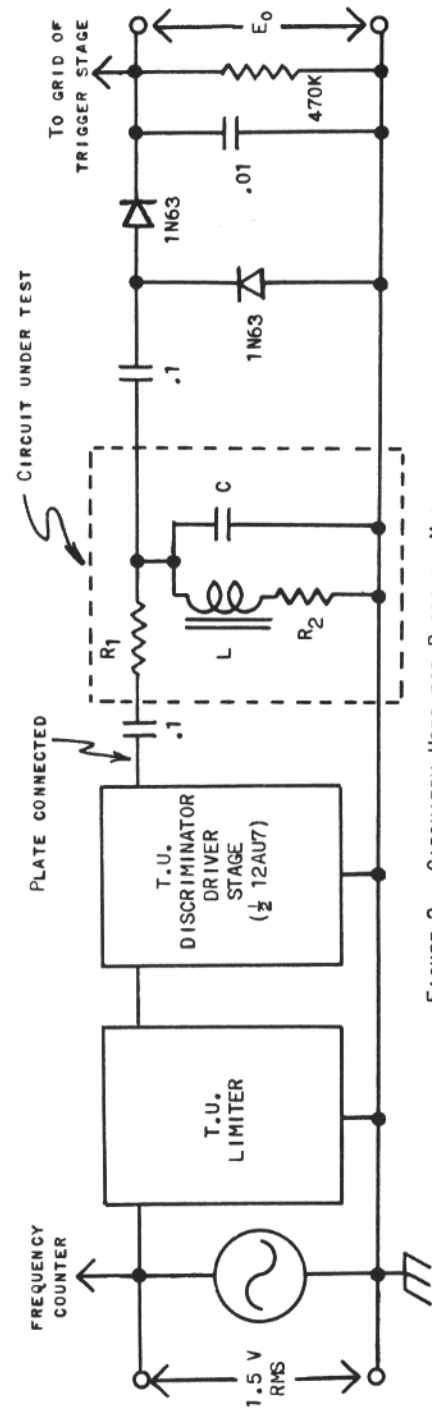 FREQUENCY
COUNTER
1.5 V
RMS
T.U.
LIMITER
T.U.
DISCRIMINATOR
DRIVER
STAGE
(½ 12AU7)
PLATE CONNECTED
.1
CIRCUIT UNDER TEST
R1
L
R2
C
.1
1N63
1N63
.01
470K
TO GRID OF
TRIGGER STAGE
Eo